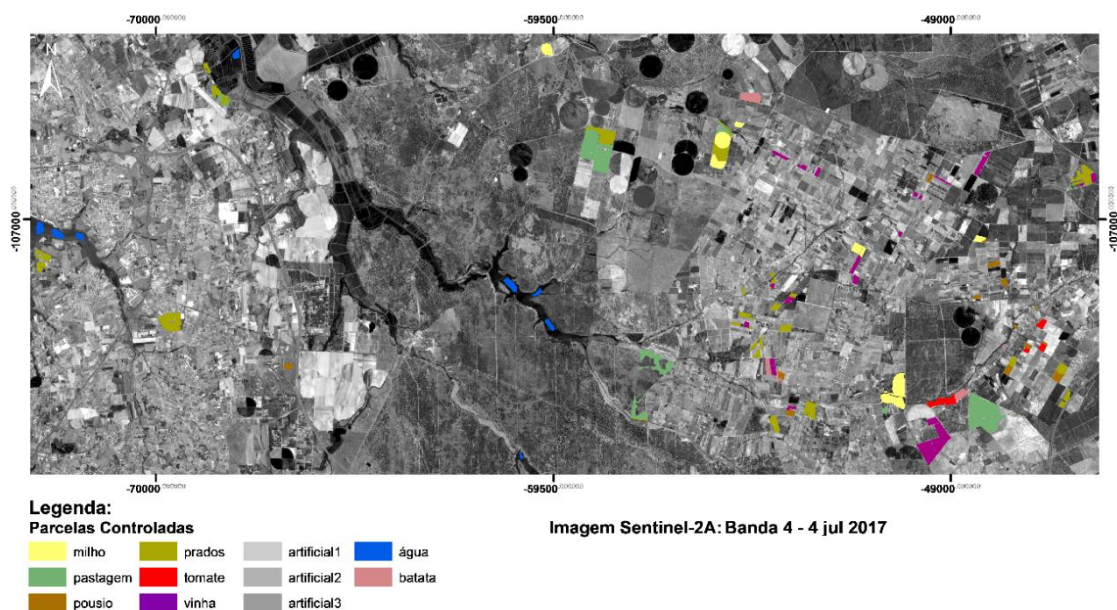 -70000 -59500 -49000
N
-107000 -107000
-70000 -59500 -49000
Legenda:
Parcelas Controladas
Imagem Sentinel-2A: Banda 4 - 4 jul 2017
milho prados artificial1 água
pastagem tomate artificial2 batata
pousio vinha artificial3